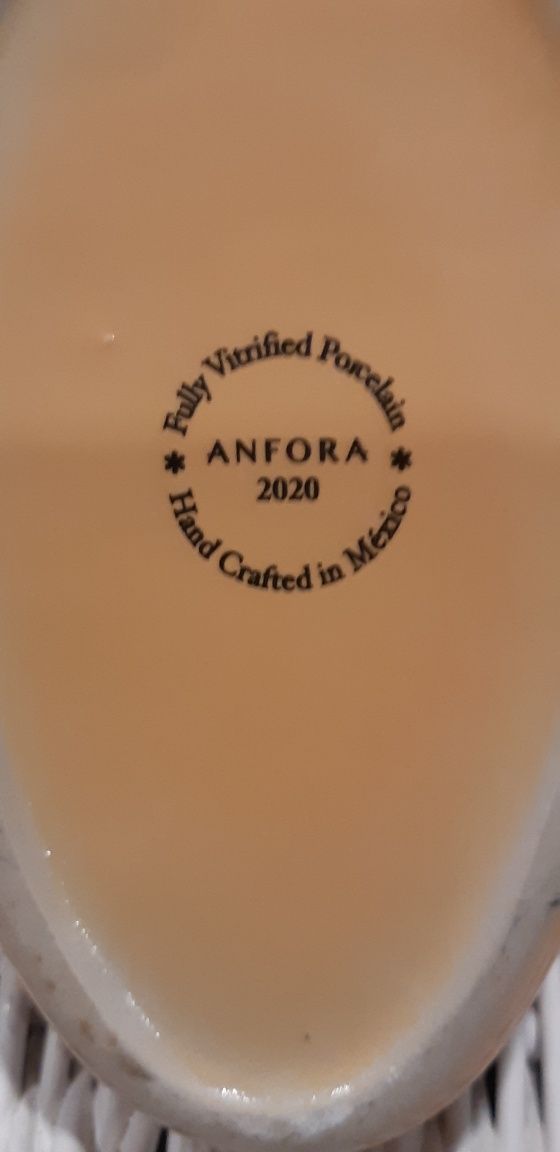 Fully Vitrified Porcelain
* ANFORA *
2020
Hand Crafted in México